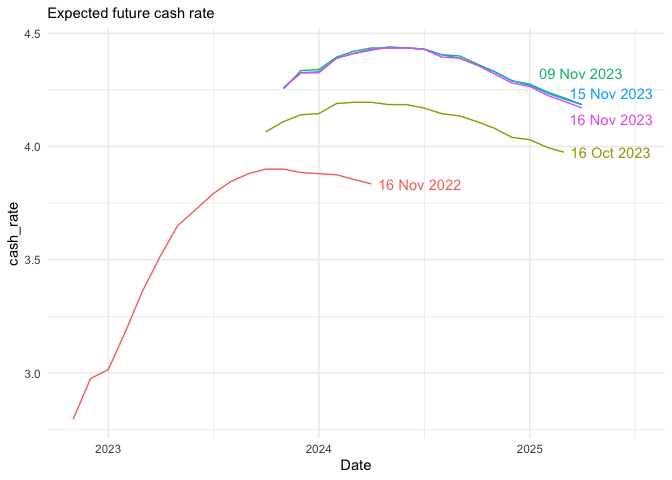 Expected future cash rate
4.5
4.0
3.5
3.0
cash_rate
09 Nov 2023
15 Nov 2023
16 Nov 2023
16 Oct 2023
16 Nov 2022
2023
2024
2025
Date